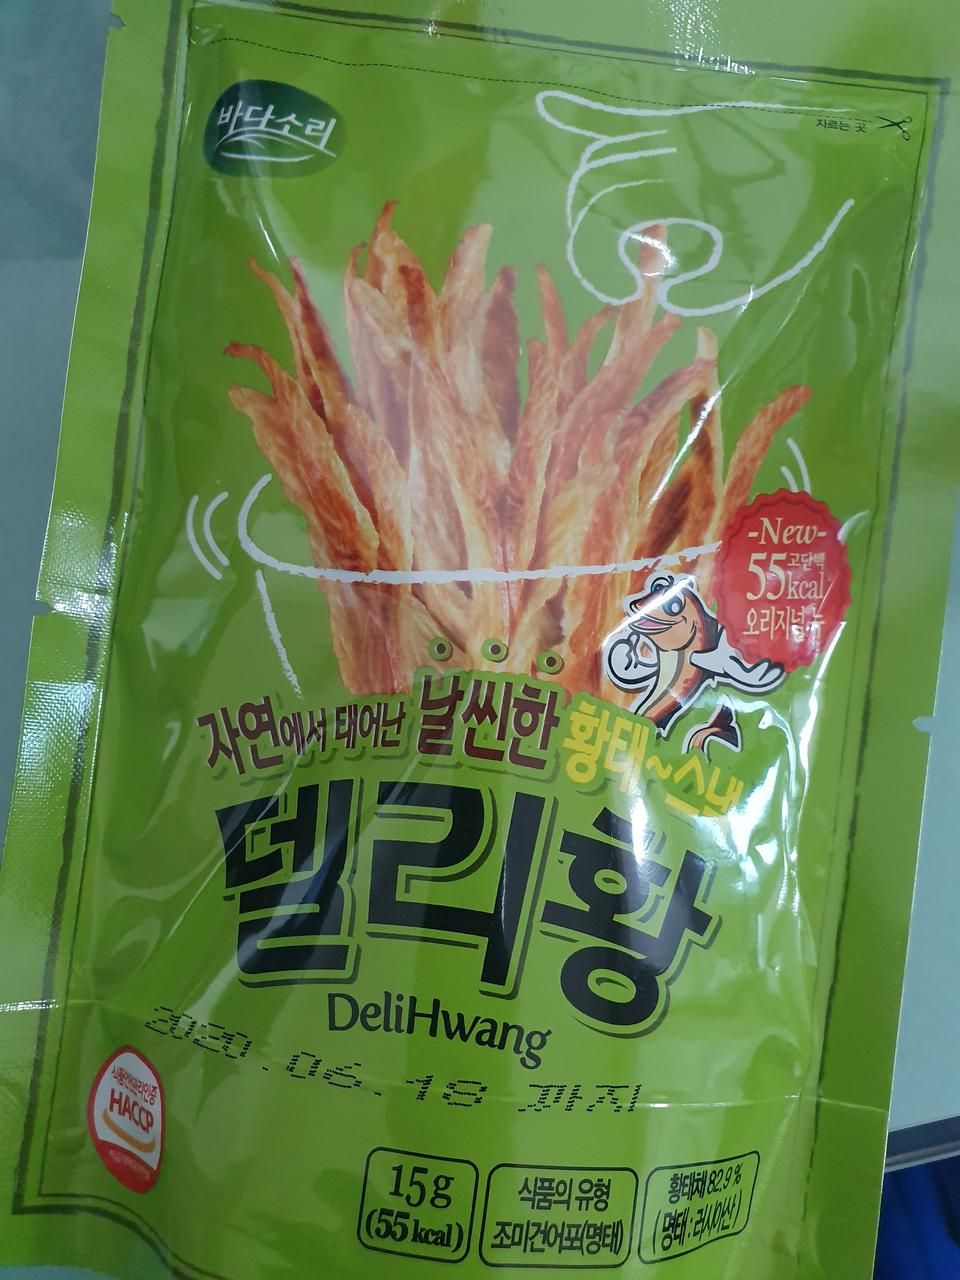 바다소리
자르는 곳
-New-
고단백
55kcal
오리지널
자연에서 태어난 날씬한 황태~스낵
델리황
DeliHwang
2020.06.18 까지
HACCP
15g
(55 kcal)
식품의 유형
조미건어포(명태)
황태채 82.9%
(명태:러시아산)